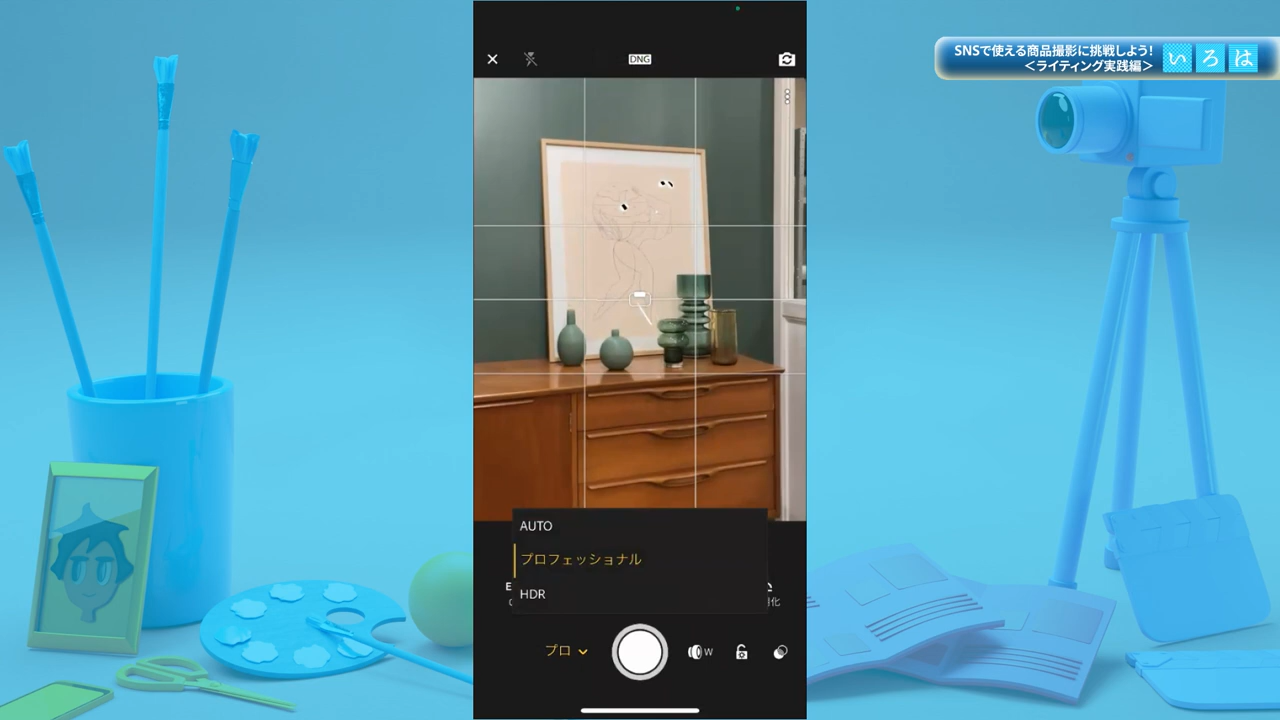 SNSで使える商品撮影に挑戦しよう!
＜ライティング実践編＞
いろは
DNG
AUTO
プロフェッショナル
HDR
化
プロ
W